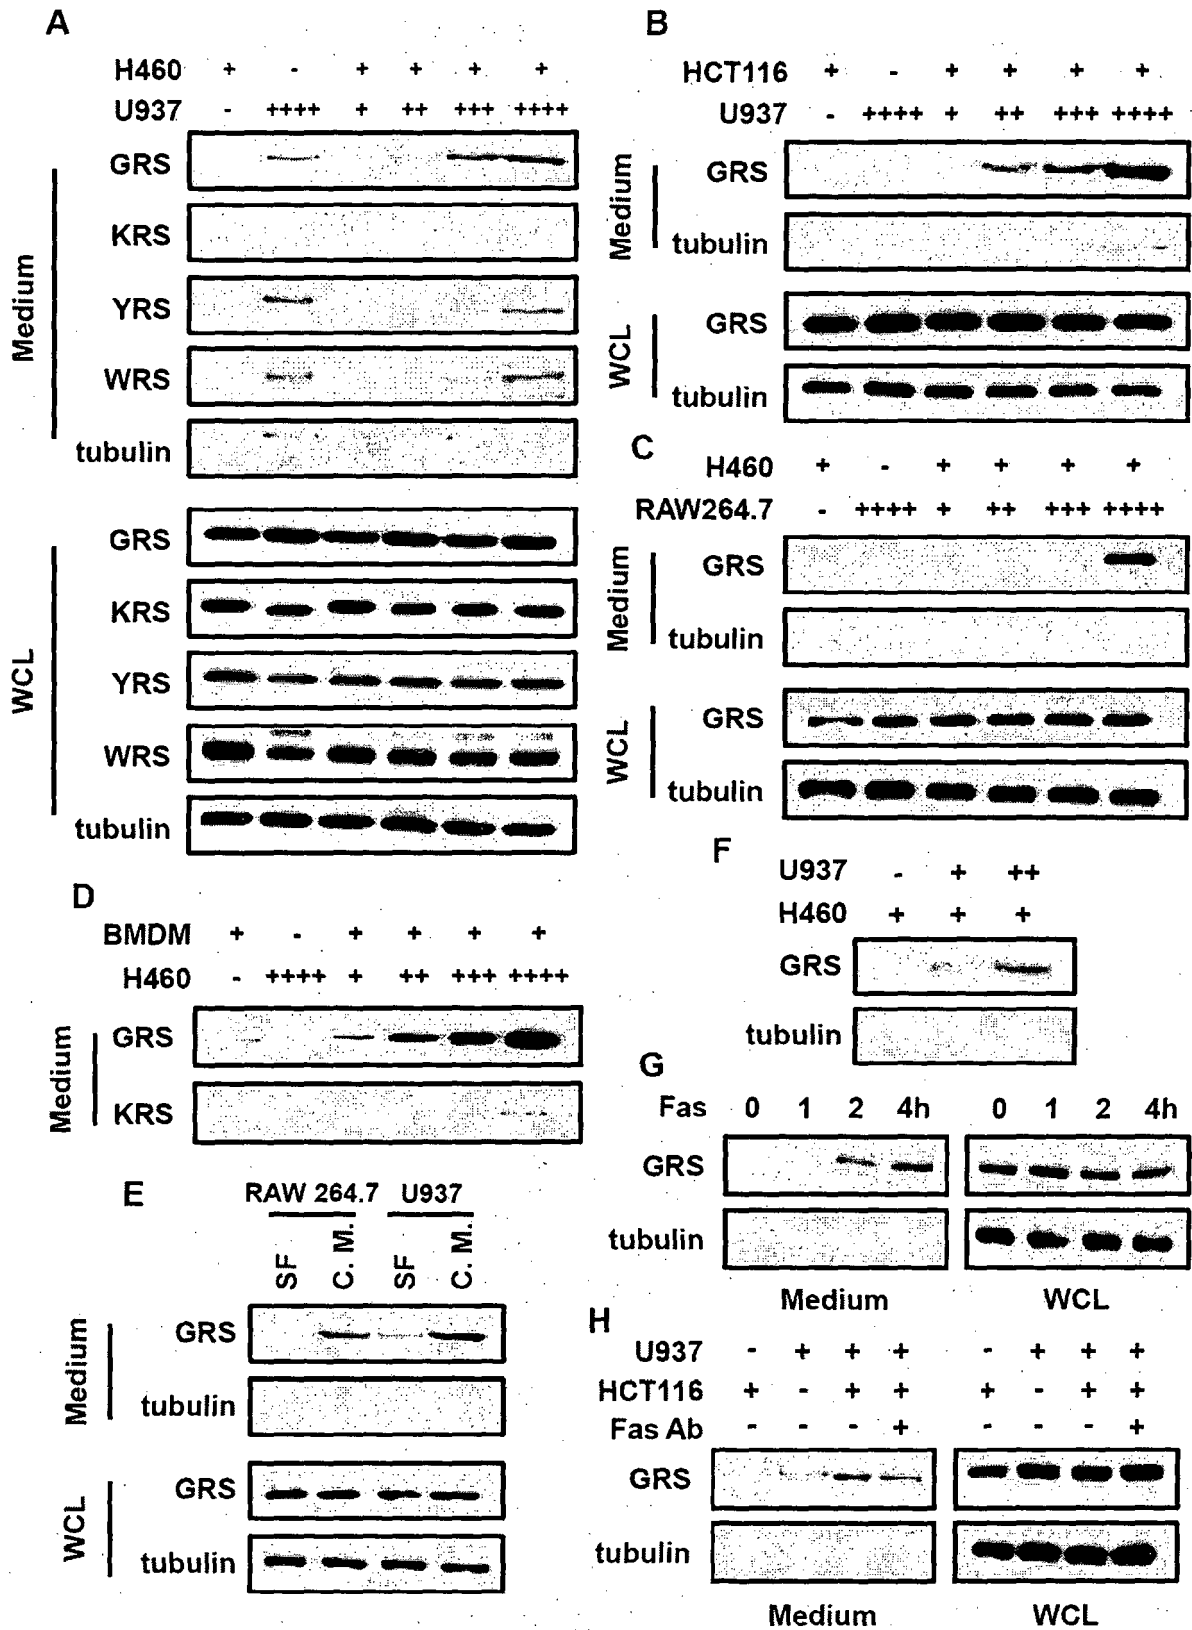 A
H460 + - + + + +
U937 - ++++ + ++ +++ ++++
Medium
GRS
KRS
YRS
WRS
tubulin
WCL
GRS
KRS
YRS
WRS
tubulin
B
HCT116 + - + + + +
U937 - ++++ + ++ +++ ++++
Medium
GRS
tubulin
WCL
GRS
tubulin
C
H460 + - + + + +
RAW264.7 - ++++ + ++ +++ ++++
Medium
GRS
tubulin
WCL
GRS
tubulin
D
BMDM + - + + + +
H460 - ++++ + ++ +++ ++++
Medium
GRS
KRS
E
RAW 264.7 U937
SF C. M. SF C. M.
Medium
GRS
tubulin
WCL
GRS
tubulin
F
U937 - + ++
H460 + + +
GRS
tubulin
G
Fas 0 1 2 4h 0 1 2 4h
GRS
tubulin
Medium WCL
H
U937 - + + + - + + +
HCT116 + - + + + - + +
Fas Ab - - - + - - - +
GRS
tubulin
Medium WCL